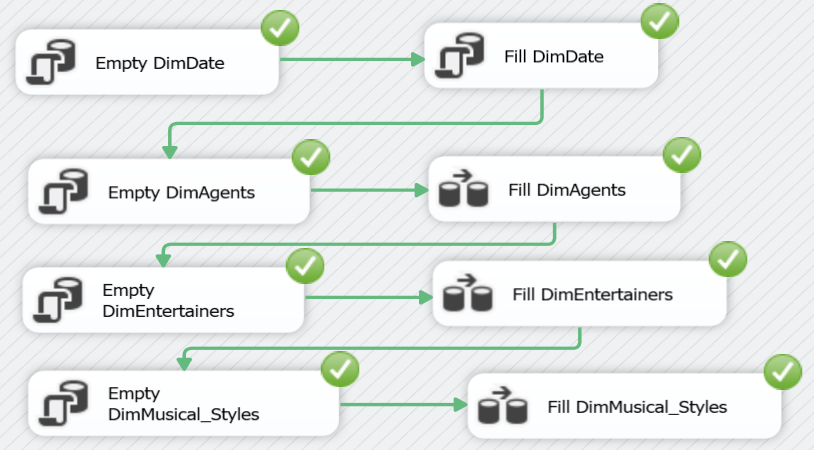 Empty DimDate
Fill DimDate
Empty DimAgents
Fill DimAgents
Empty
DimEntertainers
Fill DimEntertainers
Empty
DimMusical_Styles
Fill DimMusical_Styles